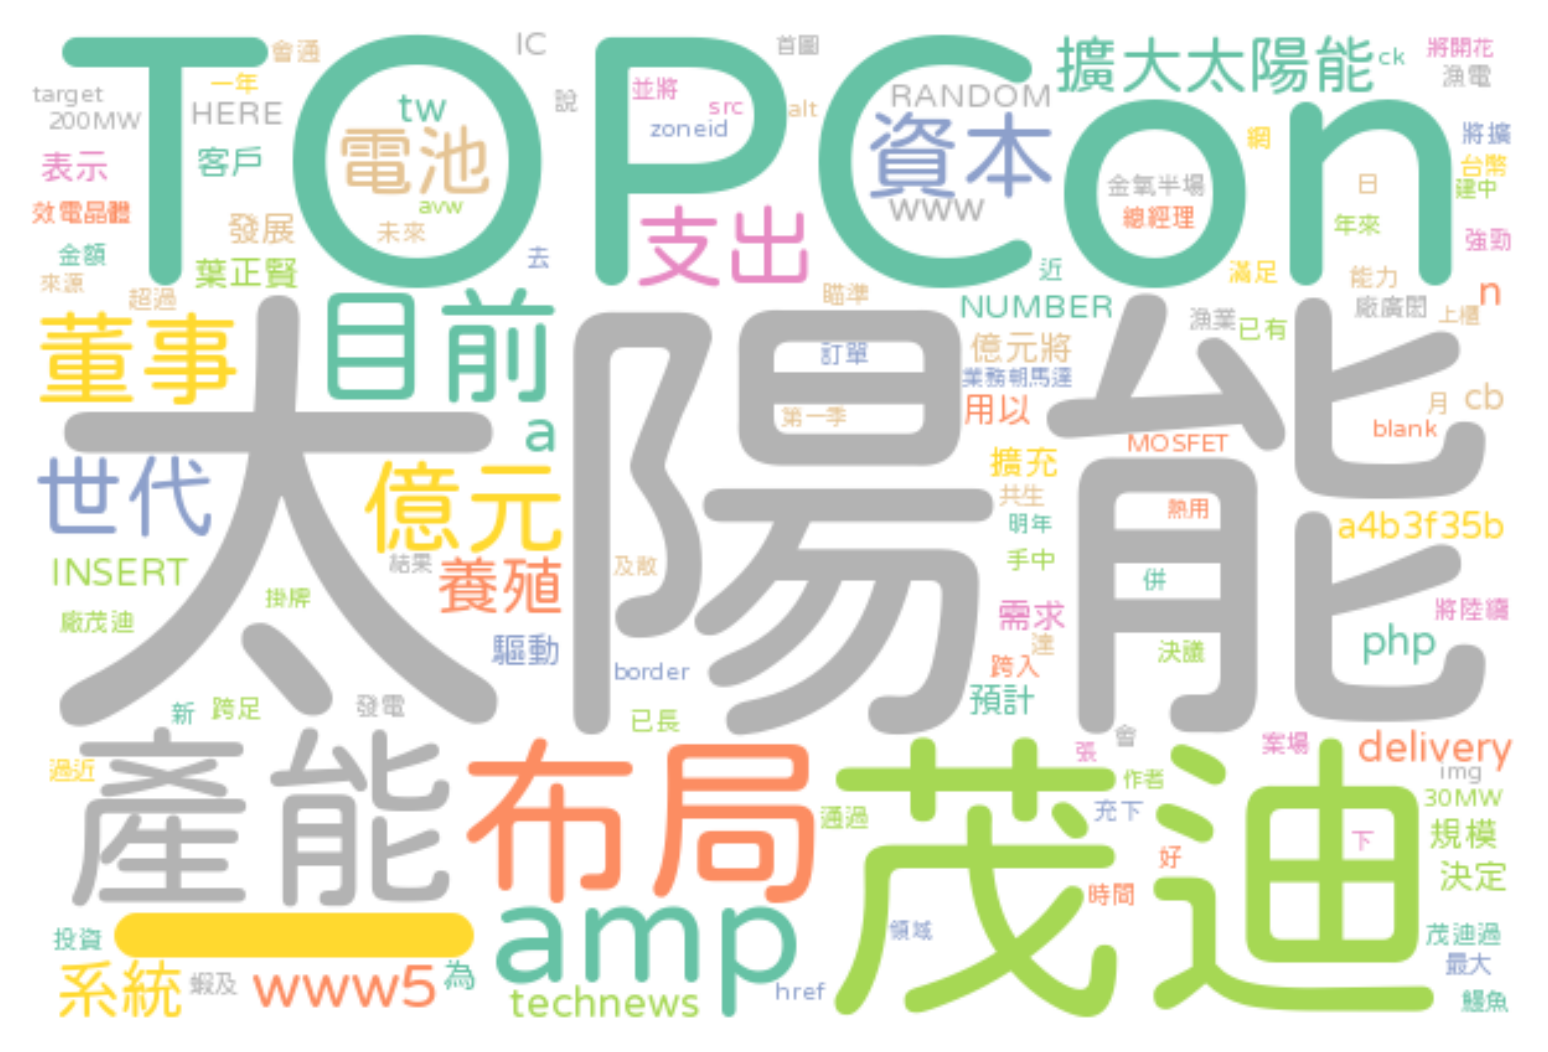 TOPCon
太陽能
茂迪
產能
布局
amp
一
董事
目前
世代
億元
養殖
支出
資本
電池
擴大太陽能
系統
www5
technews
delivery
a4b3f35b
php
INSERT
NUMBER
RANDOM
WWW
HERE
tw
a
n
cb
ck
IC
會通
一年
target
200MW
表示
客戶
效電晶體
發展
金額
葉正賢
來源
超過
avw
未來
去
說
首圖
並將
src
zoneid
alt
將開花
漁電
網
將擴
台幣
建中
日
年來
強勁
金氧半場
總經理
近
滿足
能力
廠廣閎
上櫃
瞄準
漁業
已有
訂單
億元將
業務朝馬達
用以
第一季
月
blank
MOSFET
擴充
共生
明年
手中
熱用
併
需求
達
跨入
決議
預計
將陸續
結果
及敵
掛牌
廠茂迪
驅動
border
已長
新
跨足
發電
過近
張
會
作者
案場
img
30MW
規模
決定
充下
通過
好
下
時間
領域
茂迪過
最大
鰻魚
投資
蝦及
為
href